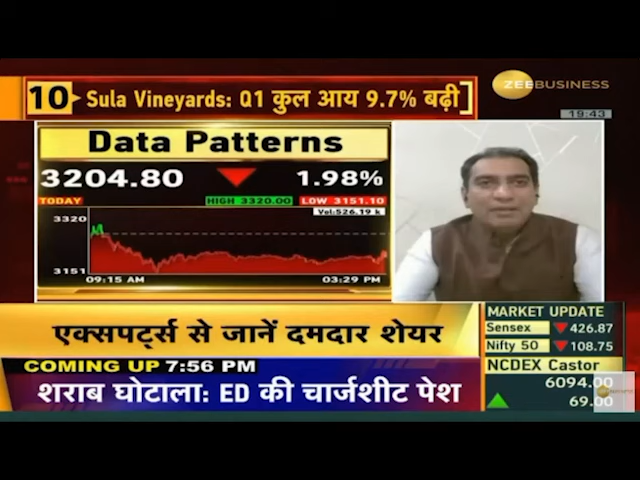 10 Sula Vineyards: Q1 कुल आय 9.7% बढ़ी
ZEEBUSINESS
19:43
Data Patterns
3204.80 1.98%
TODAY HIGH 3320.00 LOW 3151.10
Vol:526.19 k
3320
3151
09:15 AM 03:29 PM
एक्सपर्ट्स से जानें दमदार शेयर
COMING UP 7:56 PM
शराब घोटाला: ED की चार्जशीट पेश
MARKET UPDATE
Sensex 426.87
Nifty 50 108.75
NCDEX Castor
6094.00
69.00
ZEEBUSINESS